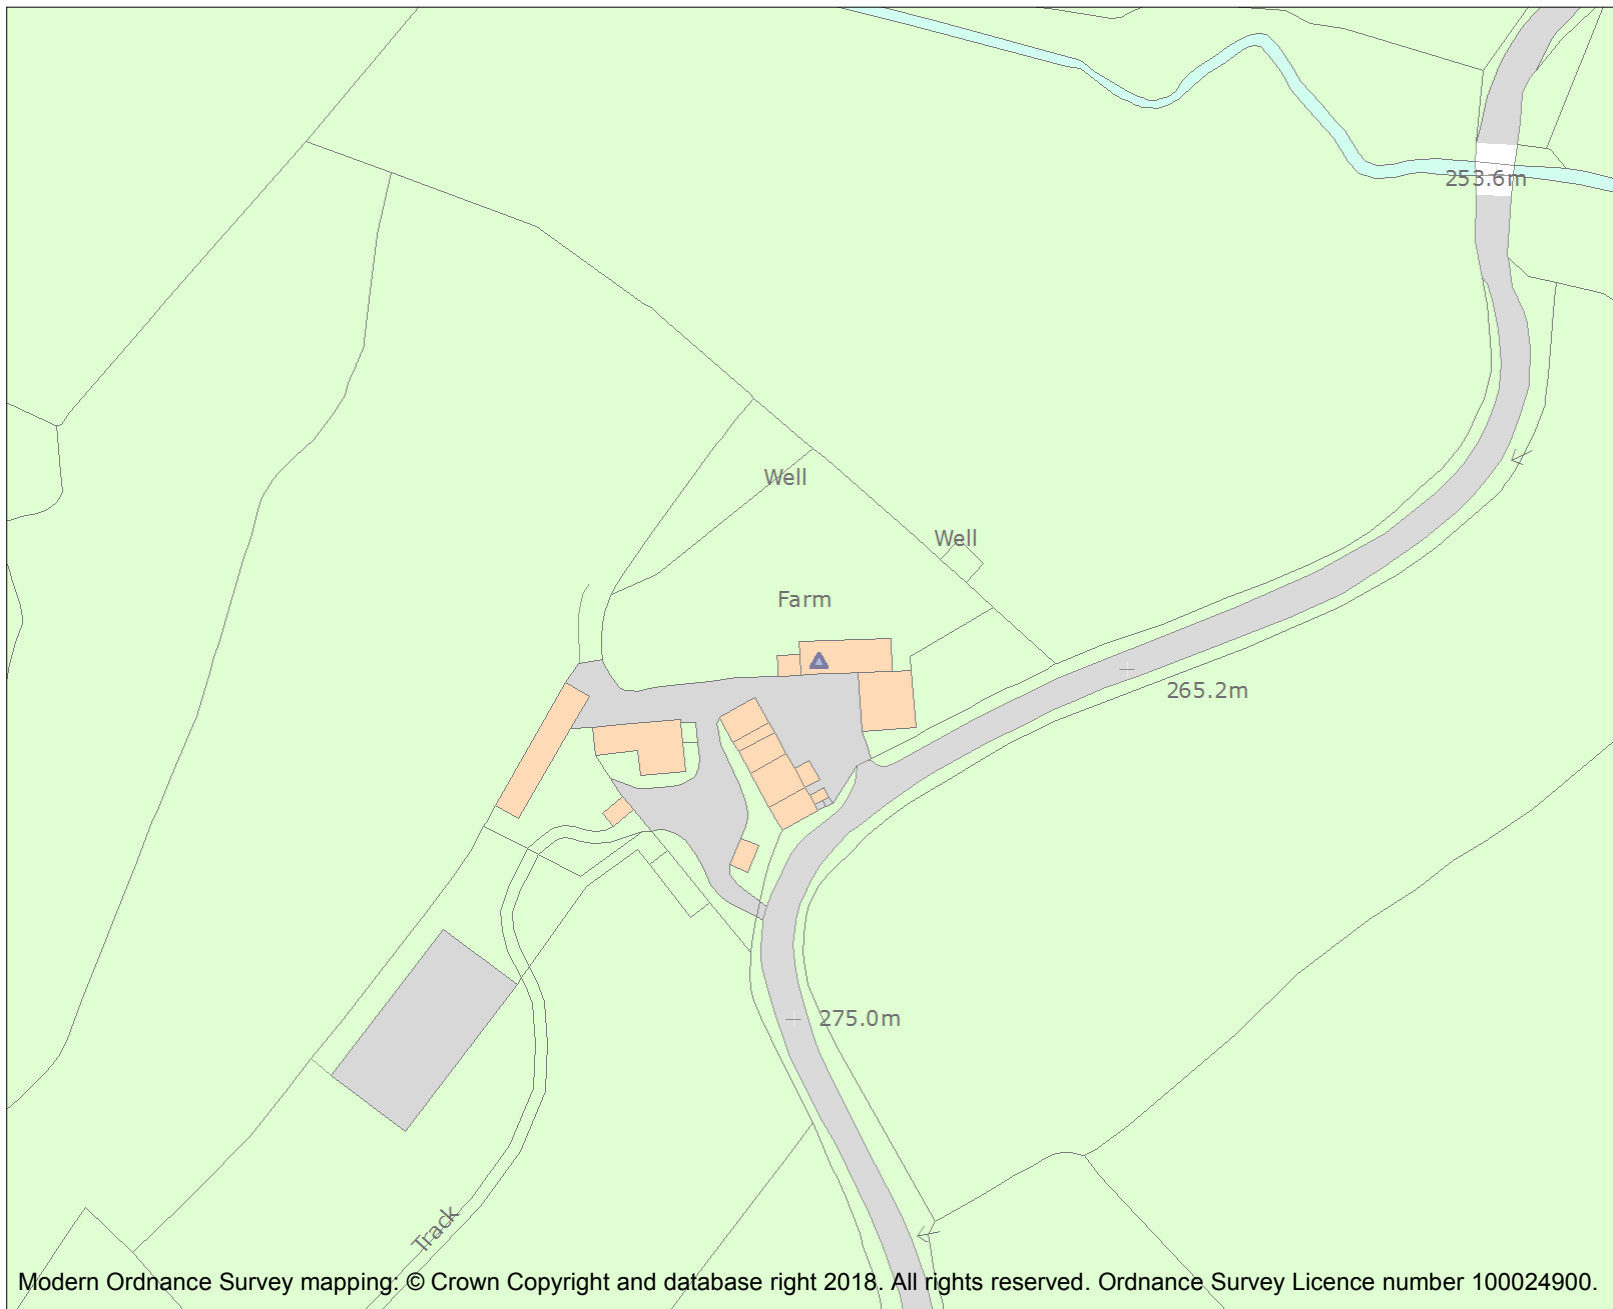 253.6m
Well
Well
Farm
265.2m
275.0m
Track
Modern Ordnance Survey mapping: © Crown Copyright and database right 2018. All rights reserved. Ordnance Survey Licence number 100024900.